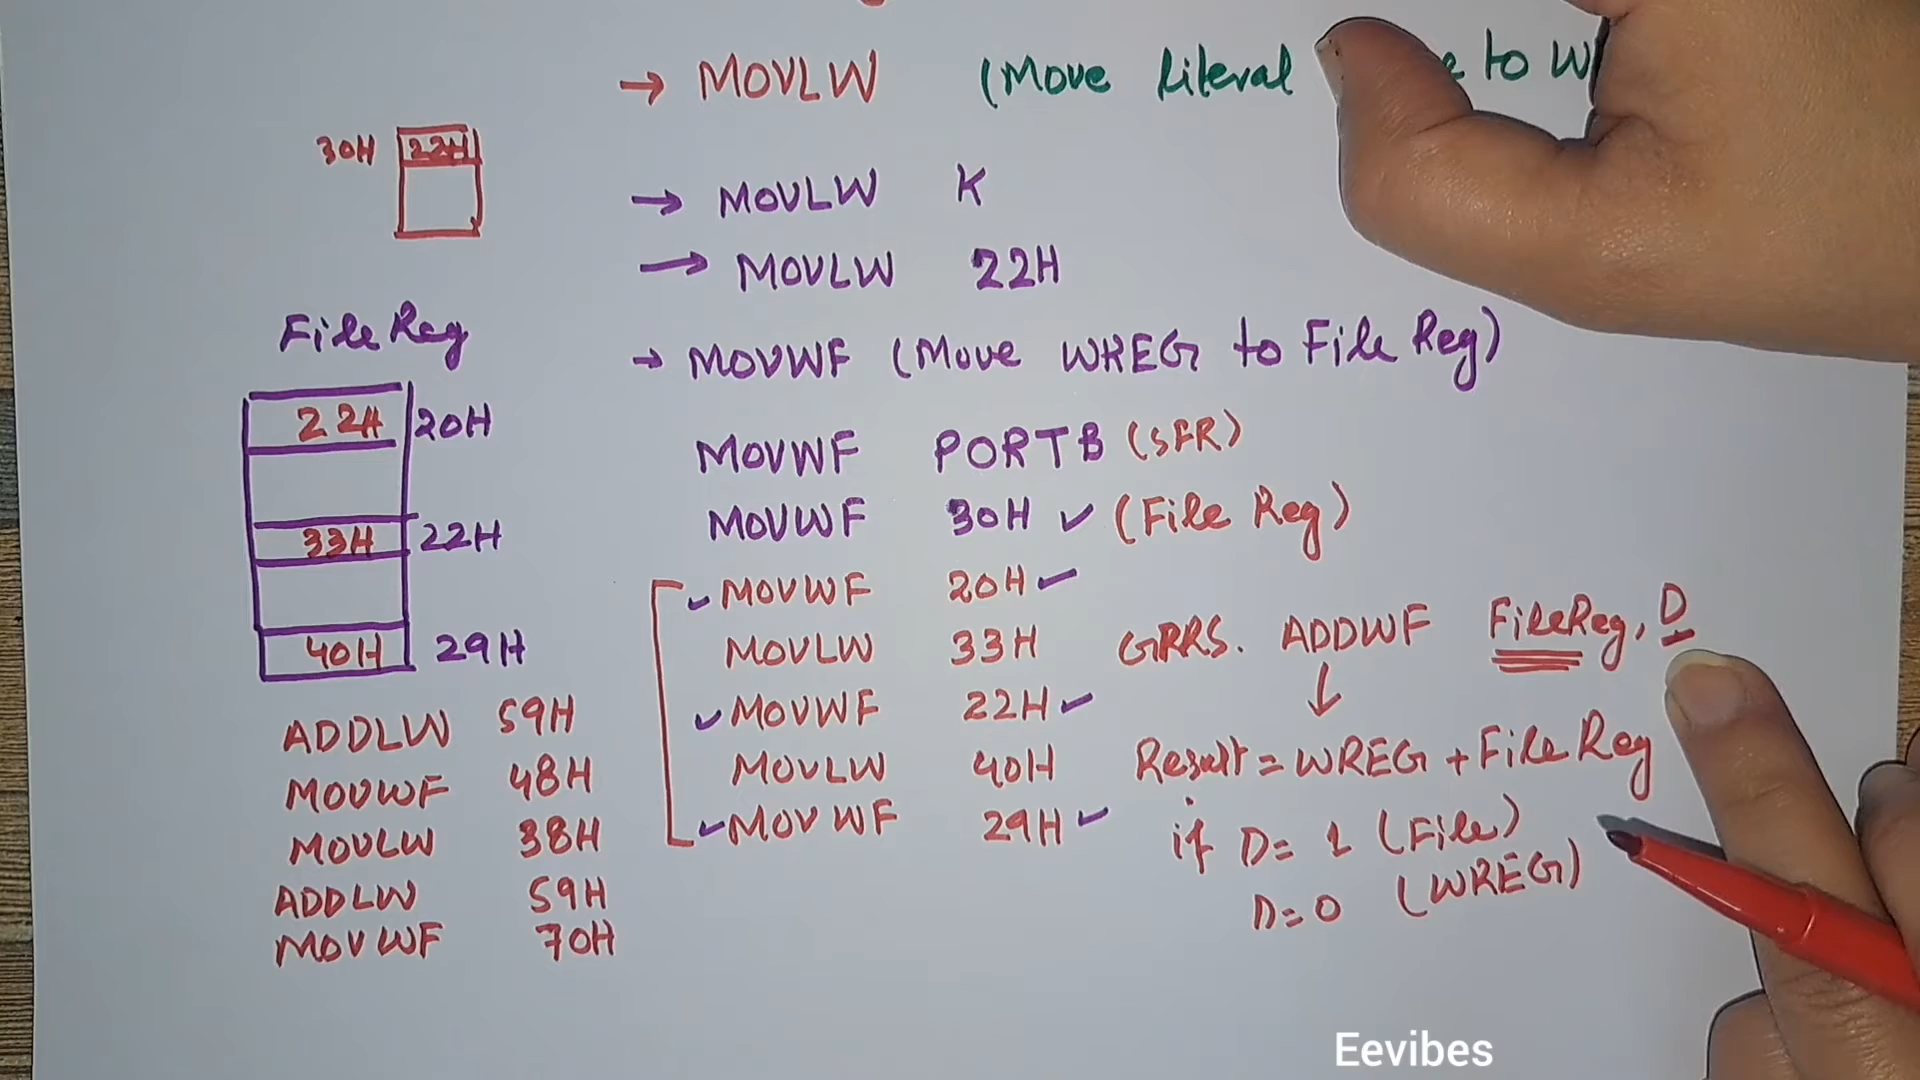 → MOVLW (Move literal to W
30H 22H
→ MOVLW K
→ MOVLW 22H
File Reg
→ MOVWF (Move WREG to File Reg)
22H 20H
MOVWF PORTB (SFR)
MOVWF 30H ✓ (File Reg)
33H 22H
✓ MOVWF 20H ✓
GRRS. ADDWF FileReg, D
40H 29H
MOVLW 33H
↓
✓ MOVWF 22H ✓
ADDLW 59H
Result = WREG + File Reg
MOVWF 48H
MOVLW 40H
if D = 1 (File)
MOVLW 38H
✓ MOVWF 29H ✓
D = 0 (WREG)
ADDLW 59H
MOVWF 70H
Eevibes